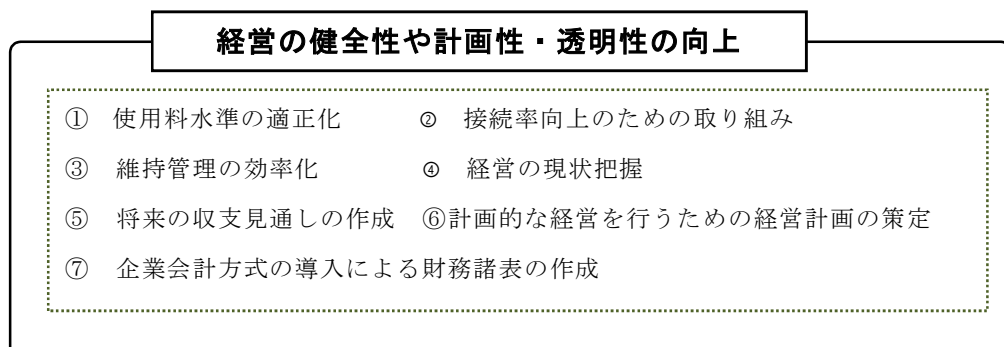 経営の健全性や計画性・透明性の向上
① 使用料水準の適正化 ② 接続率向上のための取り組み
③ 維持管理の効率化 ④ 経営の現状把握
⑤ 将来の収支見通しの作成 ⑥計画的な経営を行うための経営計画の策定
⑦ 企業会計方式の導入による財務諸表の作成